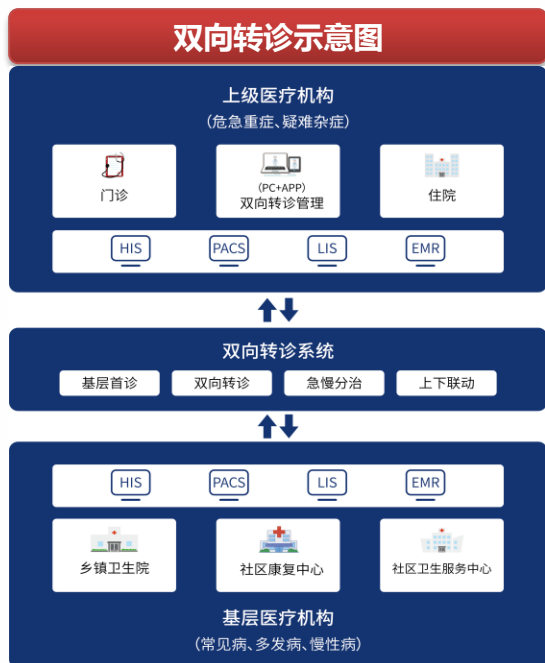 双向转诊示意图
上级医疗机构
(危急重症、疑难杂症)
门诊
(PC+APP)
双向转诊管理
住院
HIS PACS LIS EMR
双向转诊系统
基层首诊 双向转诊 急慢分治 上下联动
HIS PACS LIS EMR
乡镇卫生院 社区康复中心 社区卫生服务中心
基层医疗机构
(常见病、多发病、慢性病)